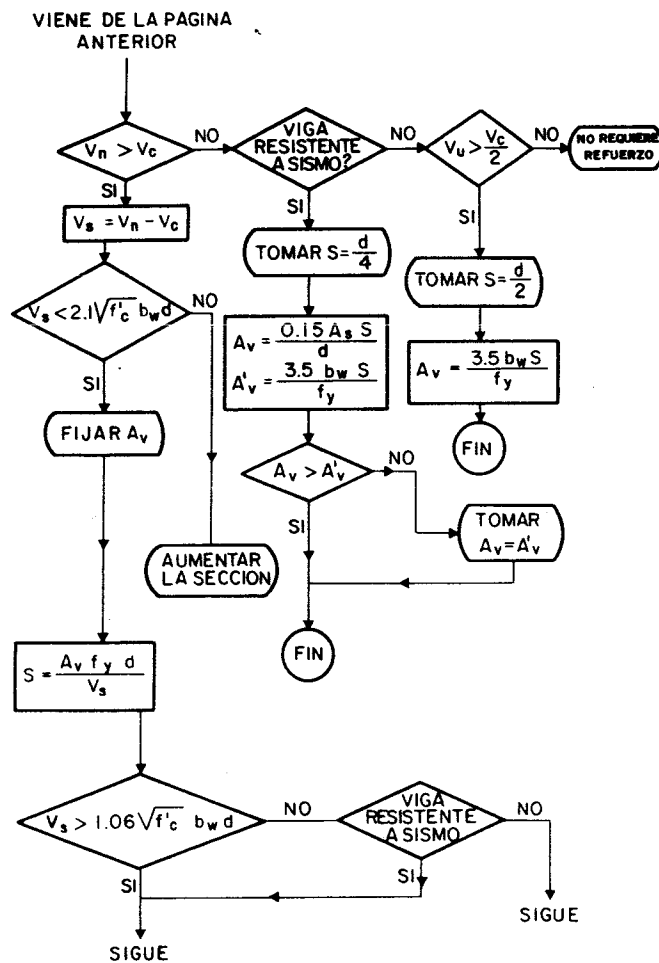 VIENE DE LA PAGINA
ANTERIOR
Vn > Vc
NO
VIGA
RESISTENTE
A SISMO?
NO
Vu > Vc/2
NO
NO REQUIERE
REFUERZO
SI
SI
SI
Vs = Vn - Vc
TOMAR S = d/4
TOMAR S = d/2
Vs < 2.1 √f'c bw d
NO
Av = 0.15 As S / d
A'v = 3.5 bw S / fy
Av = 3.5 bw S / fy
SI
FIJAR Av
FIN
Av > A'v
NO
SI
TOMAR
Av = A'v
AUMENTAR
LA SECCION
FIN
S = Av fy d / Vs
Vs > 1.06 √f'c bw d
NO
VIGA
RESISTENTE
A SISMO
NO
SI
SI
SIGUE
SIGUE